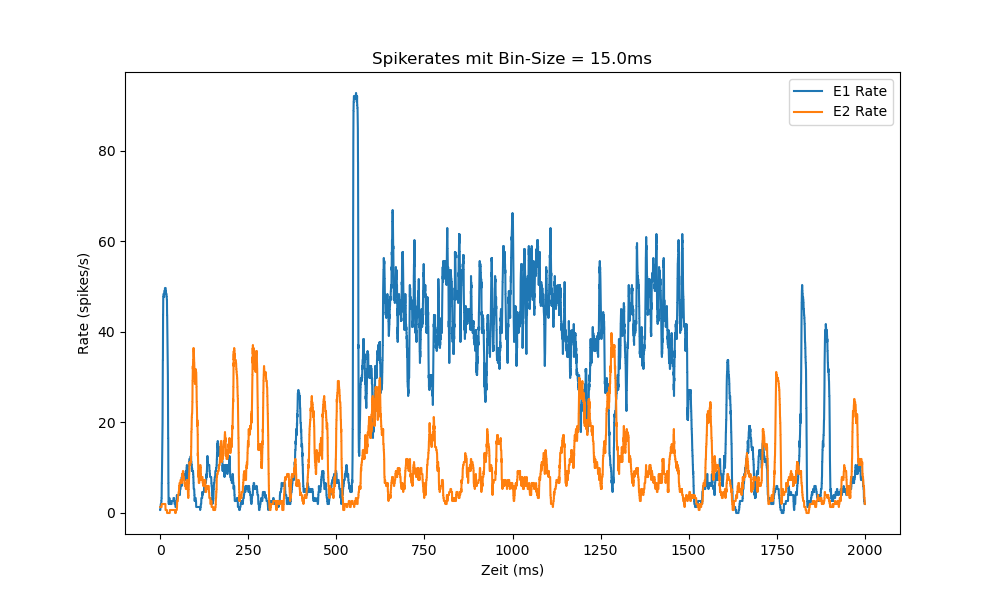 Spikerates mit Bin-Size = 15.0ms
E1 Rate
E2 Rate
Rate (spikes/s)
80
60
40
20
0
0 250 500 750 1000 1250 1500 1750 2000
Zeit (ms)